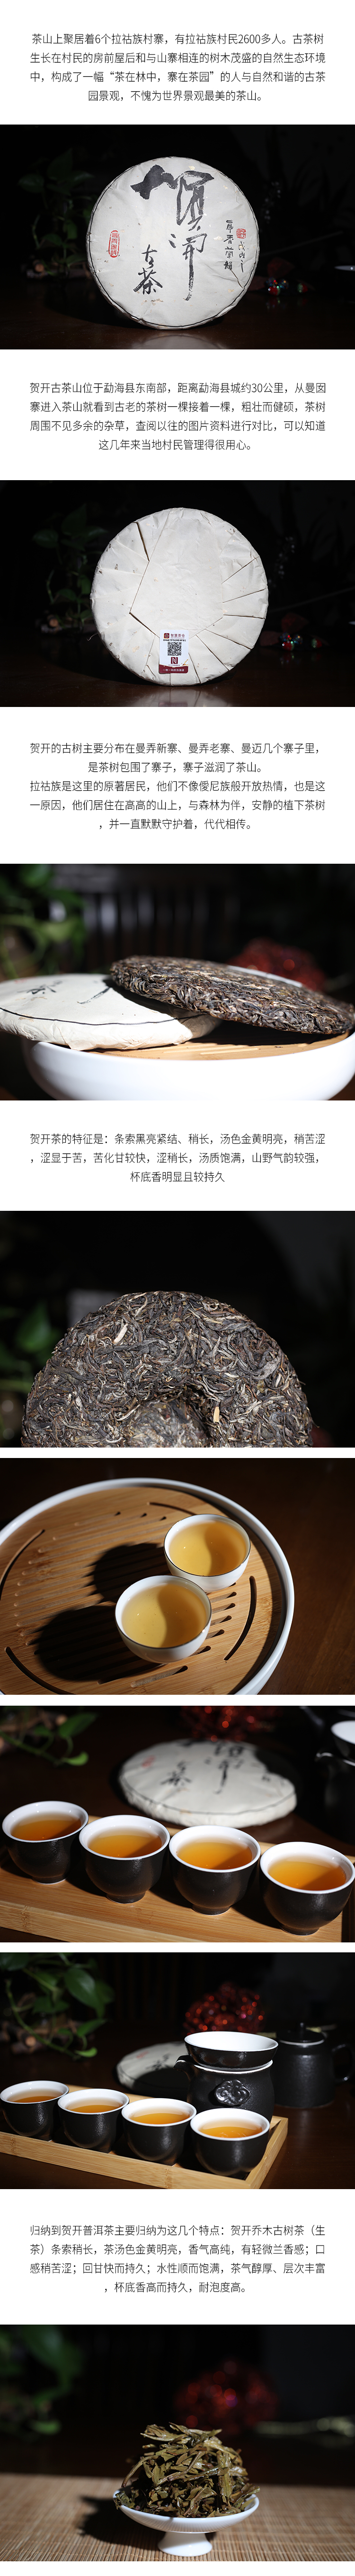 茶山上聚居着6个拉祜族村寨，有拉祜族村民2600多人。古茶树
生长在村民的房前屋后和与山寨相连的树木茂盛的自然生态环境
中，构成了一幅“茶在林中，寨在茶园”的人与自然和谐的古茶
园景观，不愧为世界景观最美的茶山。
古茶
贺开古茶山位于勐海县东南部，距离勐海县城约30公里，从曼囡
寨进入茶山就看到古老的茶树一棵接着一棵，粗壮而健硕，茶树
周围不见多余的杂草，查阅以往的图片资料进行对比，可以知道
这几年来当地村民管理得很用心。
贺开的古树主要分布在曼弄新寨、曼弄老寨、曼迈几个寨子里，
是茶树包围了寨子，寨子滋润了茶山。
拉祜族是这里的原著居民，他们不像僾尼族般开放热情，也是这
一原因，他们居住在高高的山上，与森林为伴，安静的植下茶树
，并一直默默守护着，代代相传。
贺开茶的特征是：条索黑亮紧结、稍长，汤色金黄明亮，稍苦涩
，涩显于苦，苦化甘较快，涩稍长，汤质饱满，山野气韵较强，
杯底香明显且较持久
归纳到贺开普洱茶主要归纳为这几个特点：贺开乔木古树茶（生
茶）条索稍长，茶汤色金黄明亮，香气高纯，有轻微兰香感；口
感稍苦涩；回甘快而持久；水性顺而饱满，茶气醇厚、层次丰富
，杯底香高而持久，耐泡度高。